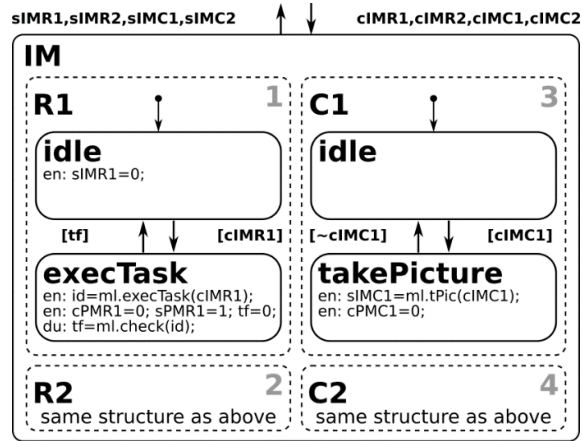 sIMR1,sIMR2,sIMC1,sIMC2
cIMR1,cIMR2,cIMC1,cIMC2
IM
R1
1
idle
en: sIMR1=0;
[tf]
[cIMR1]
execTask
en: id=ml.execTask(cIMR1);
en: cPMR1=0; sPMR1=1; tf=0;
du: tf=ml.check(id);
C1
3
idle
[~cIMC1]
[cIMC1]
takePicture
en: sIMC1=ml.tPic(cIMC1);
en: cPMC1=0;
R2
2
same structure as above
C2
4
same structure as above